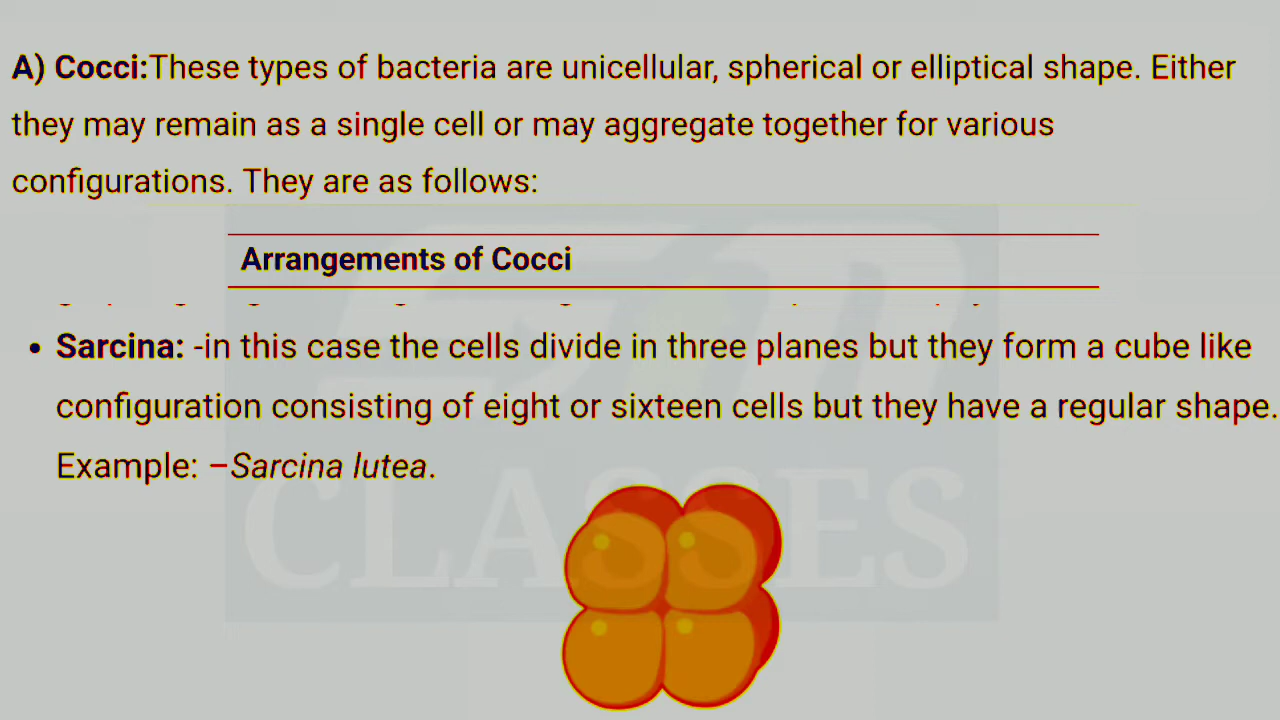 A) Cocci:These types of bacteria are unicellular, spherical or elliptical shape. Either
they may remain as a single cell or may aggregate together for various
configurations. They are as follows:
Arrangements of Cocci
• Sarcina: -in this case the cells divide in three planes but they form a cube like
configuration consisting of eight or sixteen cells but they have a regular shape.
Example: –Sarcina lutea.
CLASSES